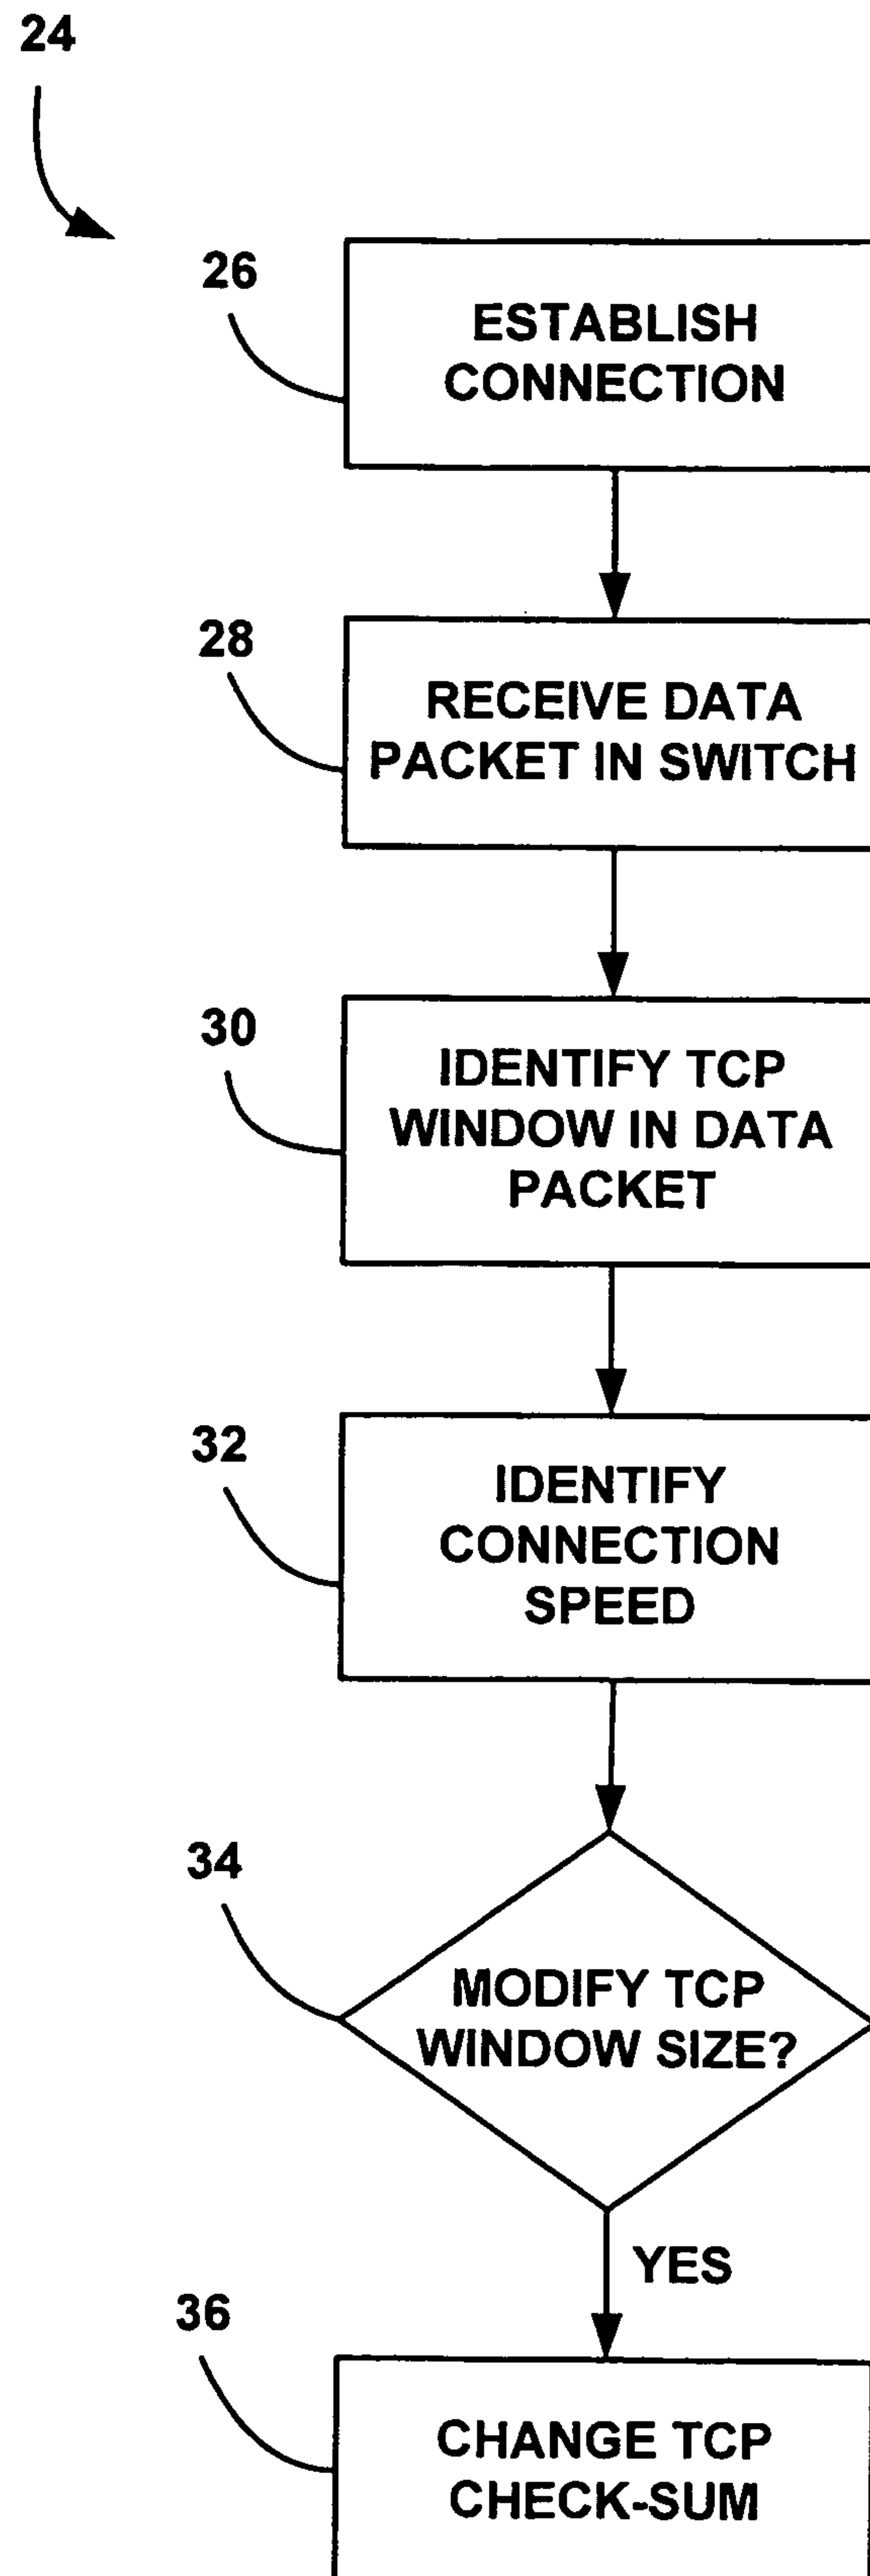 24
26
ESTABLISH
CONNECTION
28
RECEIVE DATA
PACKET IN SWITCH
30
IDENTIFY TCP
WINDOW IN DATA
PACKET
32
IDENTIFY
CONNECTION
SPEED
34
MODIFY TCP
WINDOW SIZE?
YES
36
CHANGE TCP
CHECK-SUM